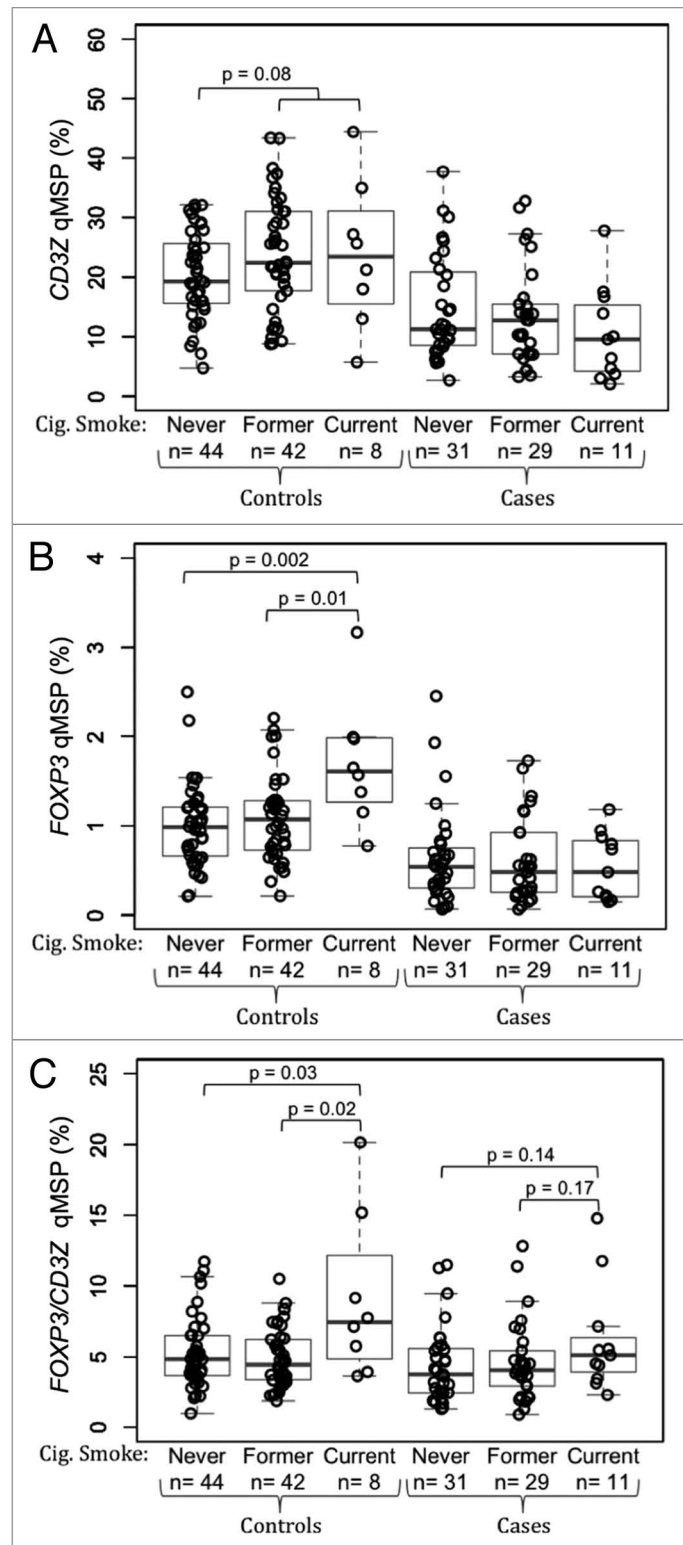 A
CD3Z qMSP (%)
60
50
40
30
20
10
0
p = 0.08
Cig. Smoke: Never Former Current Never Former Current
n= 44 n= 42 n= 8 n= 31 n= 29 n= 11
Controls Cases
B
FOXP3 qMSP (%)
4
3
2
1
0
p = 0.002
p = 0.01
Cig. Smoke: Never Former Current Never Former Current
n= 44 n= 42 n= 8 n= 31 n= 29 n= 11
Controls Cases
C
FOXP3/CD3Z qMSP (%)
25
20
15
10
5
0
p = 0.03
p = 0.02
p = 0.14
p = 0.17
Cig. Smoke: Never Former Current Never Former Current
n= 44 n= 42 n= 8 n= 31 n= 29 n= 11
Controls Cases